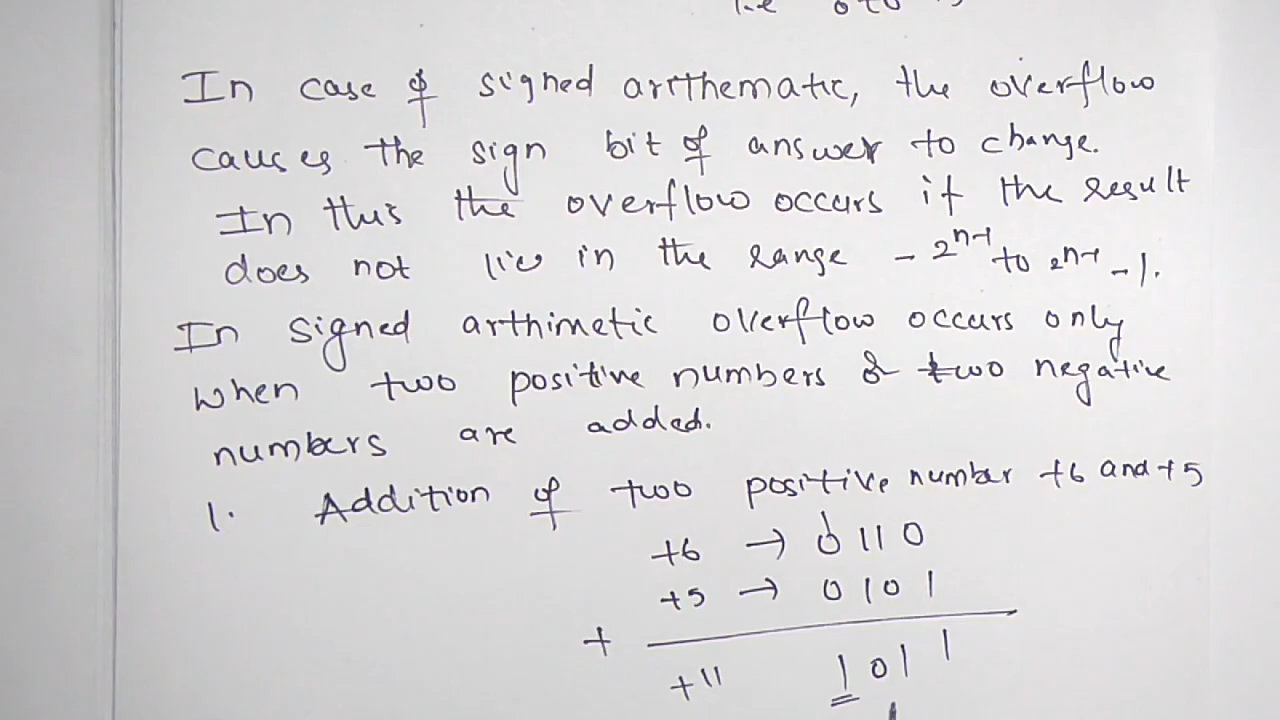 In case of signed arithematic, the overflow
causes the sign bit of answer to change.
In this the overflow occurs if the result
does not lie in the range - 2^n-1 to 2^n-1 - 1.
In signed arthimetic overflow occurs only
when two positive numbers & two negative
numbers are added.
1. Addition of two positive number +6 and +5
+6 → 0110
+5 → 0101
+
+11 1011